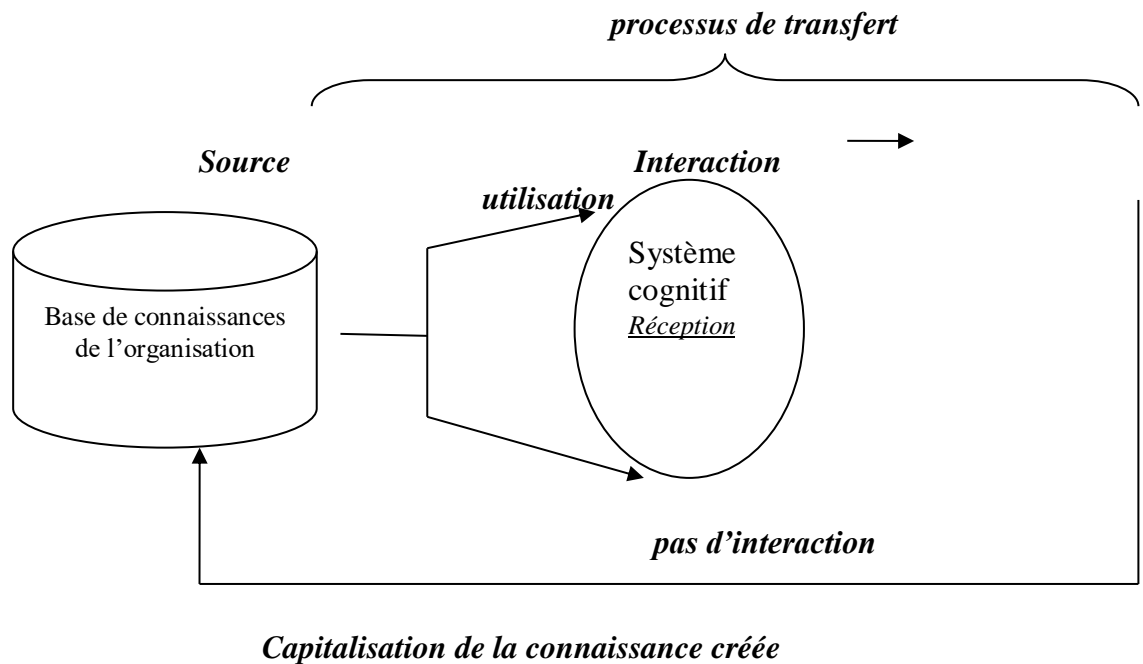 processus de transfert
Source
Interaction
utilisation
Système
cognitif
Réception
Base de connaissances
de l’organisation
pas d’interaction
Capitalisation de la connaissance créée